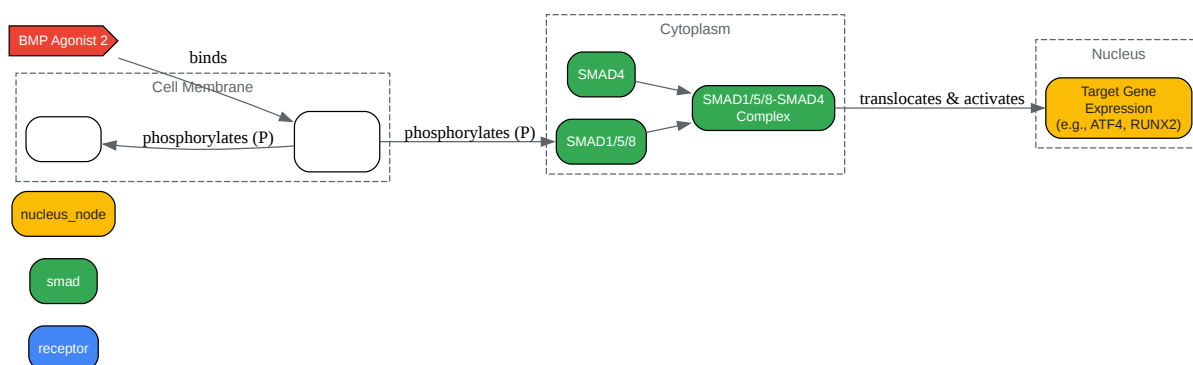 BMP Agonist 2
binds
Cell Membrane
phosphorylates (P)
phosphorylates (P)
Cytoplasm
SMAD4
SMAD1/5/8
SMAD1/5/8-SMAD4
Complex
translocates & activates
Nucleus
Target Gene
Expression
(e.g., ATF4, RUNX2)
nucleus_node
smad
receptor